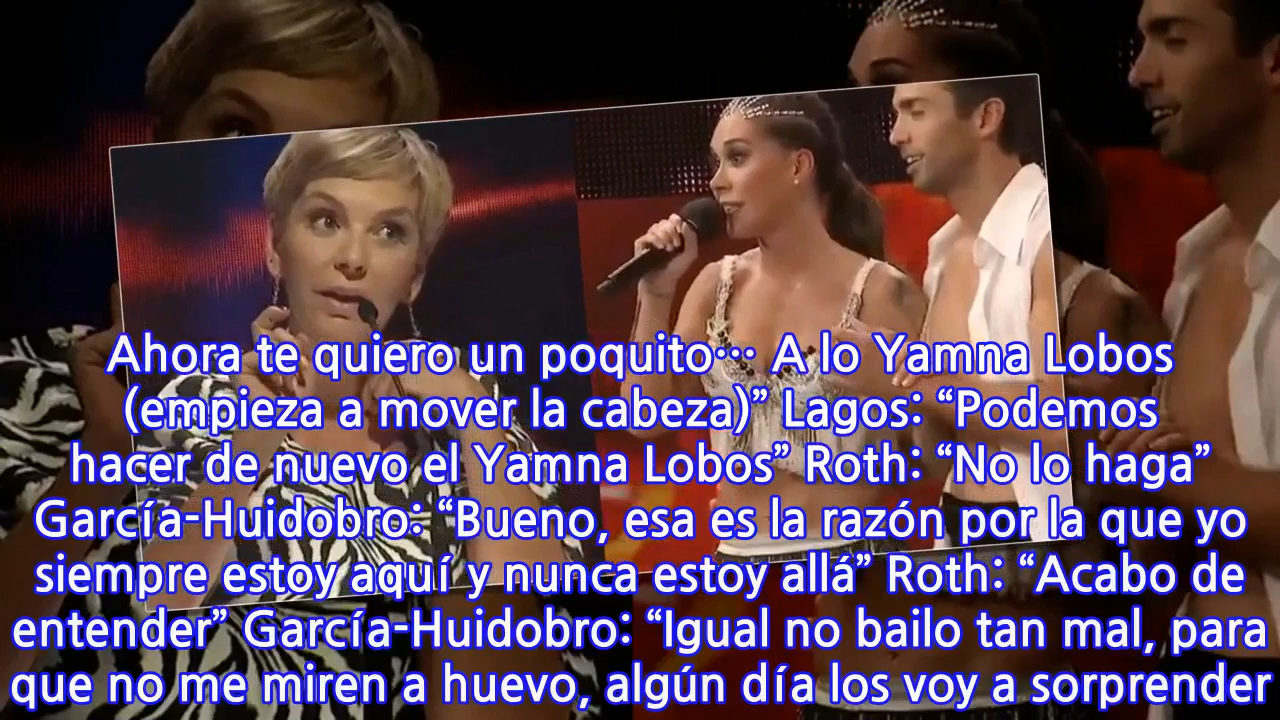 Ahora te quiero un poquito… A lo Yamna Lobos
(empieza a mover la cabeza)” Lagos: “Podemos
hacer de nuevo el Yamna Lobos” Roth: “No lo haga”
García-Huidobro: “Bueno, esa es la razón por la que yo
siempre estoy aquí y nunca estoy allá” Roth: “Acabo de
entender” García-Huidobro: “Igual no bailo tan mal, para
que no me miren a huevo, algún día los voy a sorprender